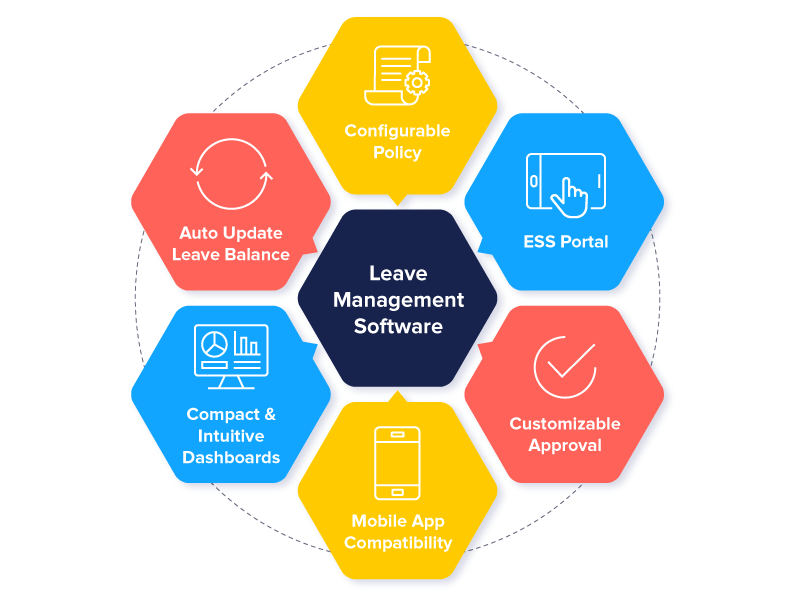 Configurable
Policy
ESS Portal
Auto Update
Leave Balance
Leave
Management
Software
Customizable
Approval
Compact &
Intuitive
Dashboards
Mobile App
Compatibility